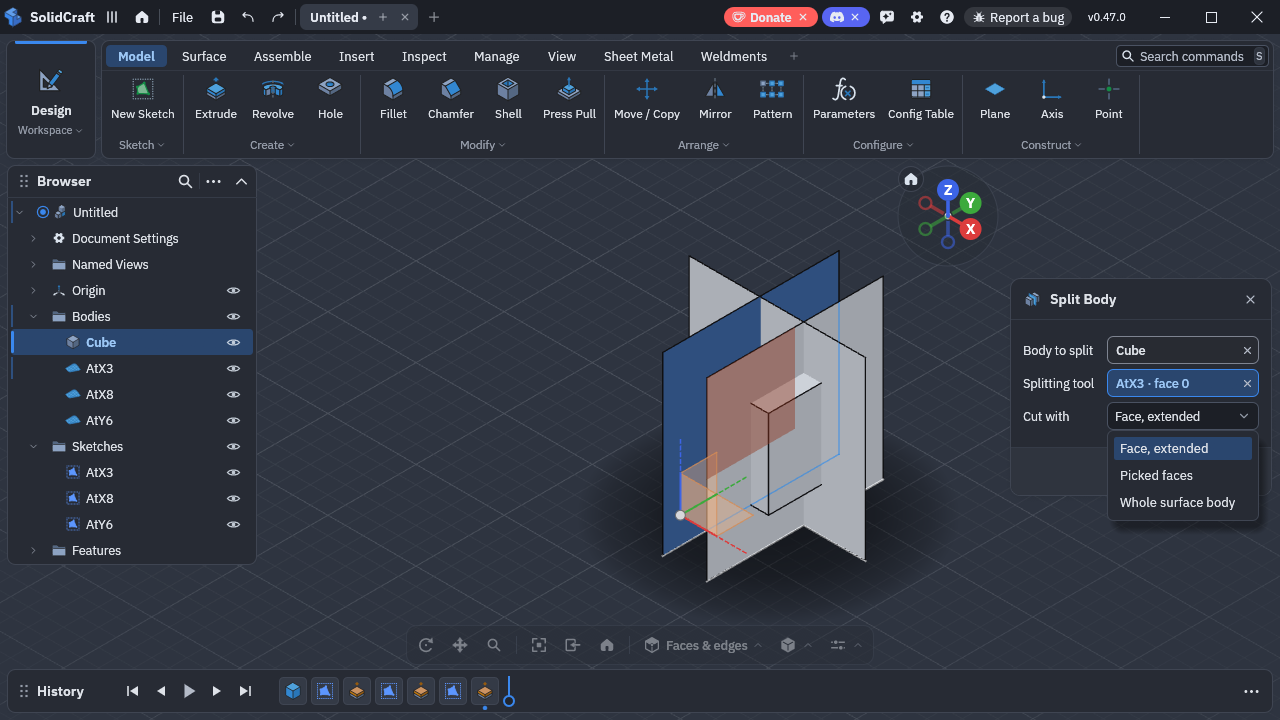 SolidCraft
File
Untitled •
Donate
Report a bug
v0.47.0
Design
Workspace
Model
Surface
Assemble
Insert
Inspect
Manage
View
Sheet Metal
Weldments
Search commands
S
New Sketch
Extrude
Revolve
Hole
Fillet
Chamfer
Shell
Press Pull
Move / Copy
Mirror
Pattern
Parameters
Config Table
Plane
Axis
Point
Sketch
Create
Modify
Arrange
Configure
Construct
Browser
Untitled
Document Settings
Named Views
Origin
Bodies
Cube
AtX3
AtX8
AtY6
Sketches
AtX3
AtX8
AtY6
Features
Z
Y
X
Split Body
Body to split
Cube
Splitting tool
AtX3 · face 0
Cut with
Face, extended
Face, extended
Picked faces
Whole surface body
Faces & edges
History